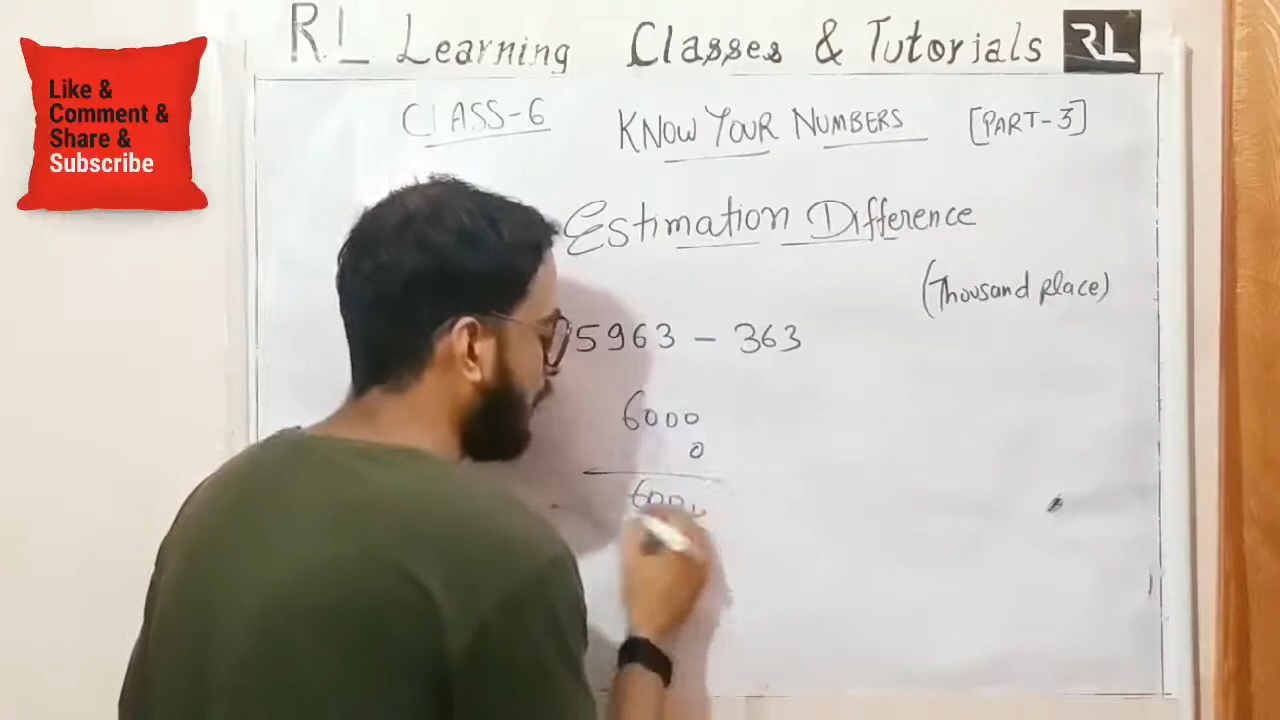 R.L Learning Classes & Tutorials RL
Like &
Comment &
Share &
Subscribe
CLASS-6 KNOW YOUR NUMBERS [PART-3]
Estimation Difference
(Thousand place)
5963 - 363
6000
0
6000